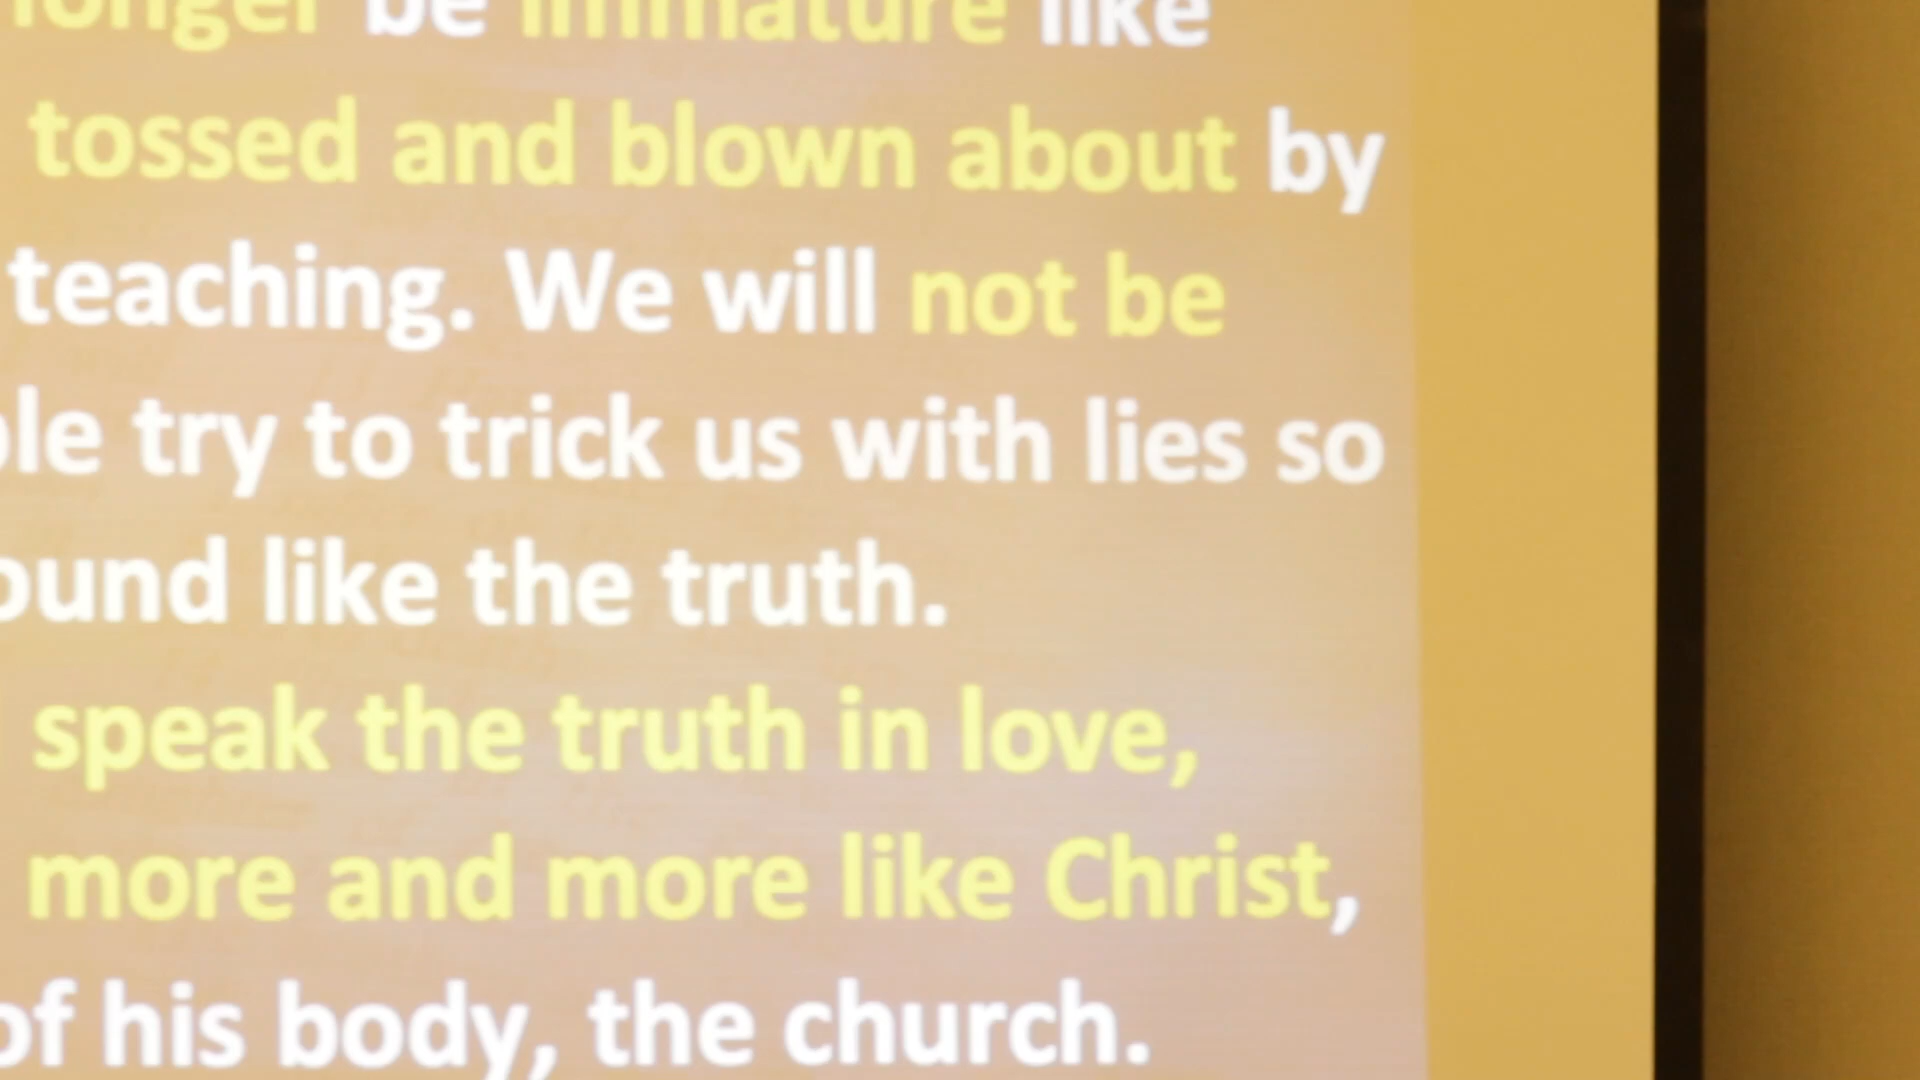 longer be immature like
tossed and blown about by
teaching. We will not be
try to trick us with lies so
like the truth.
speak the truth in love,
more and more like Christ,
of his body, the church.